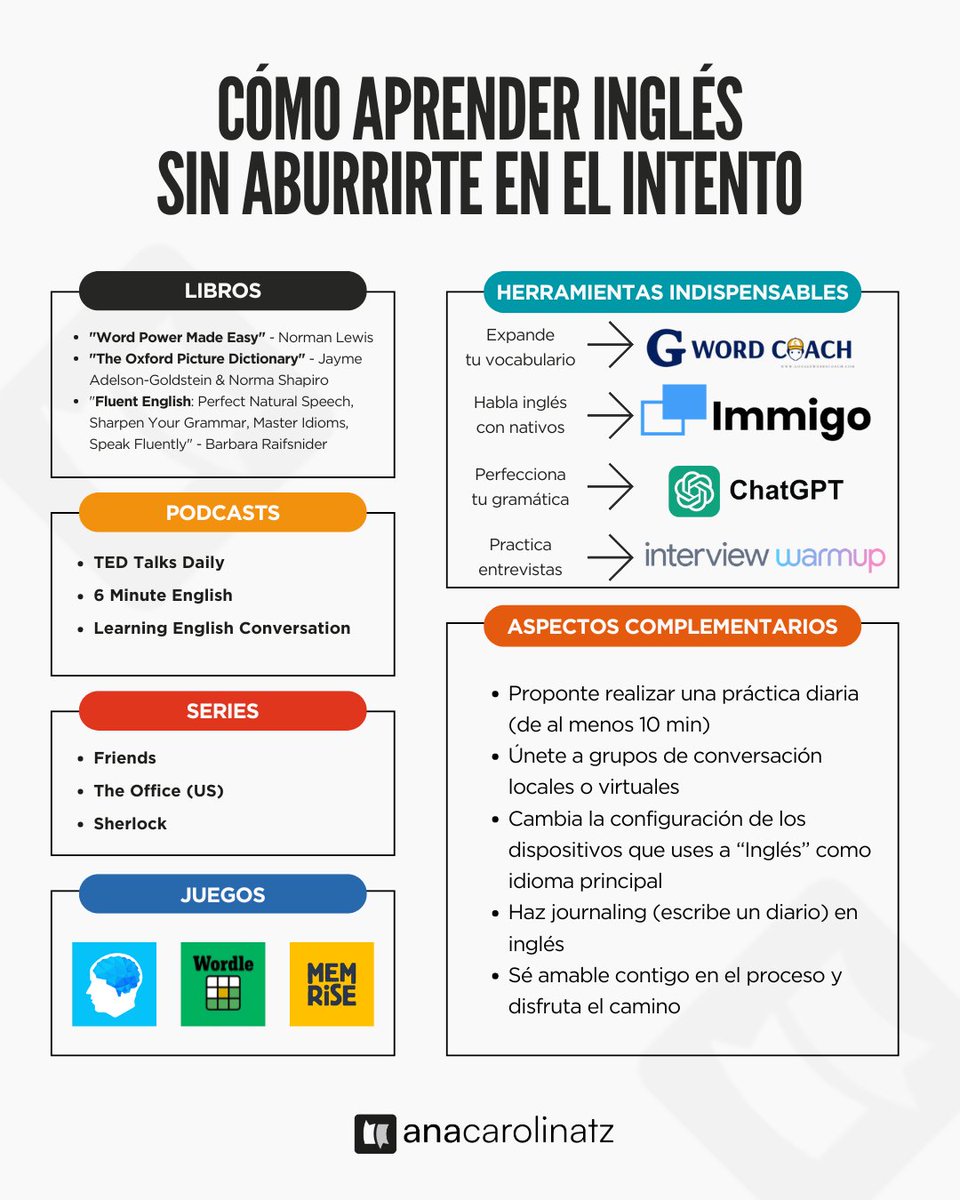 CÓMO APRENDER INGLÉS
SIN ABURRIRTE EN EL INTENTO
LIBROS
"Word Power Made Easy" - Norman Lewis
"The Oxford Picture Dictionary" - Jayme
Adelson-Goldstein & Norma Shapiro
"Fluent English: Perfect Natural Speech,
Sharpen Your Grammar, Master Idioms,
Speak Fluently" - Barbara Raifsnider
PODCASTS
TED Talks Daily
6 Minute English
Learning English Conversation
SERIES
Friends
The Office (US)
Sherlock
JUEGOS
Wordle
MEM
RiSE
HERRAMIENTAS INDISPENSABLES
Expande
tu vocabulario
G WORD COACH
Habla inglés
con nativos
Immigo
Perfecciona
tu gramática
ChatGPT
Practica
entrevistas
interview warmup
ASPECTOS COMPLEMENTARIOS
Proponte realizar una práctica diaria
(de al menos 10 min)
Únete a grupos de conversación
locales o virtuales
Cambia la configuración de los
dispositivos que uses a “Inglés” como
idioma principal
Haz journaling (escribe un diario) en
inglés
Sé amable contigo en el proceso y
disfruta el camino
anacarolinatz